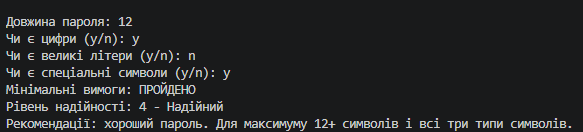 Довжина пароля: 12
Чи є цифри (y/n): y
Чи є великі літери (y/n): n
Чи є спеціальні символи (y/n): y
Мінімальні вимоги: ПРОЙДЕНО
Рівень надійності: 4 - Надійний
Рекомендації: хороший пароль. Для максимуму 12+ символів і всі три типи символів.